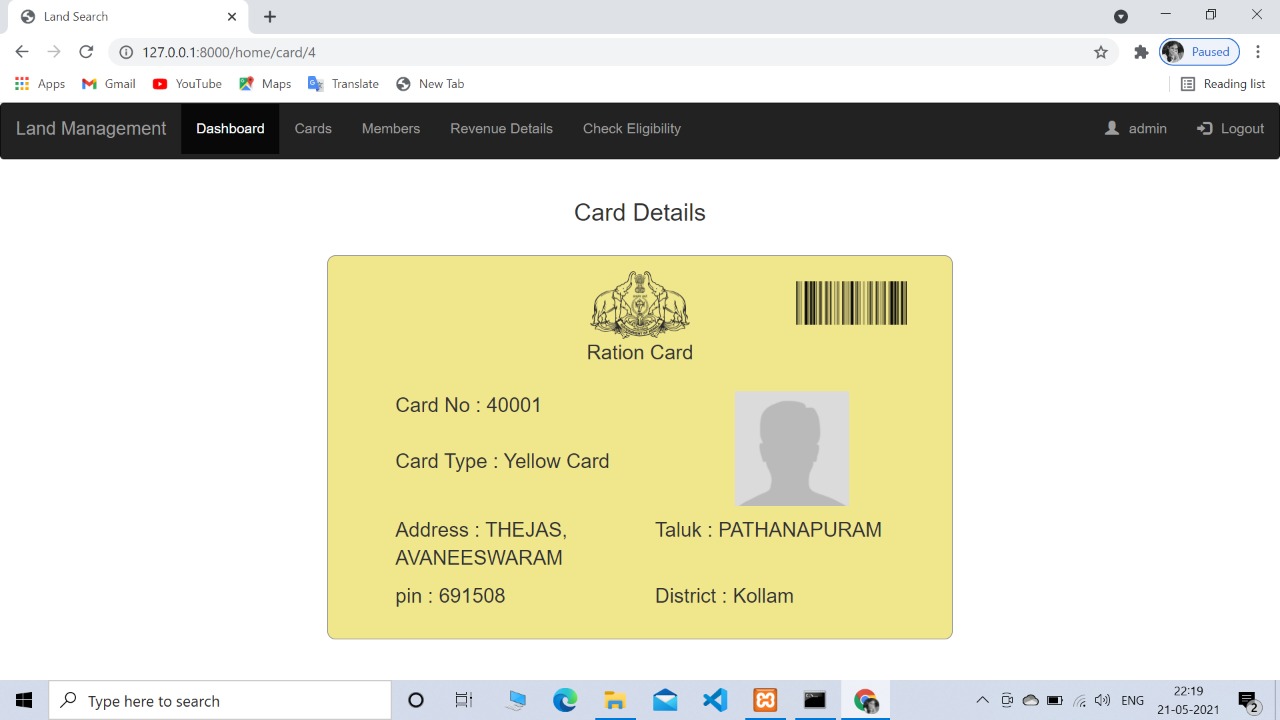 Land Search
127.0.0.1:8000/home/card/4
Paused
Apps Gmail YouTube Maps Translate New Tab Reading list
Land Management Dashboard Cards Members Revenue Details Check Eligibility admin Logout
Card Details
Ration Card
Card No : 40001
Card Type : Yellow Card
Address : THEJAS, Taluk : PATHANAPURAM
AVANEESWARAM
pin : 691508 District : Kollam
Type here to search
ENG
22:19
21-05-2021
2